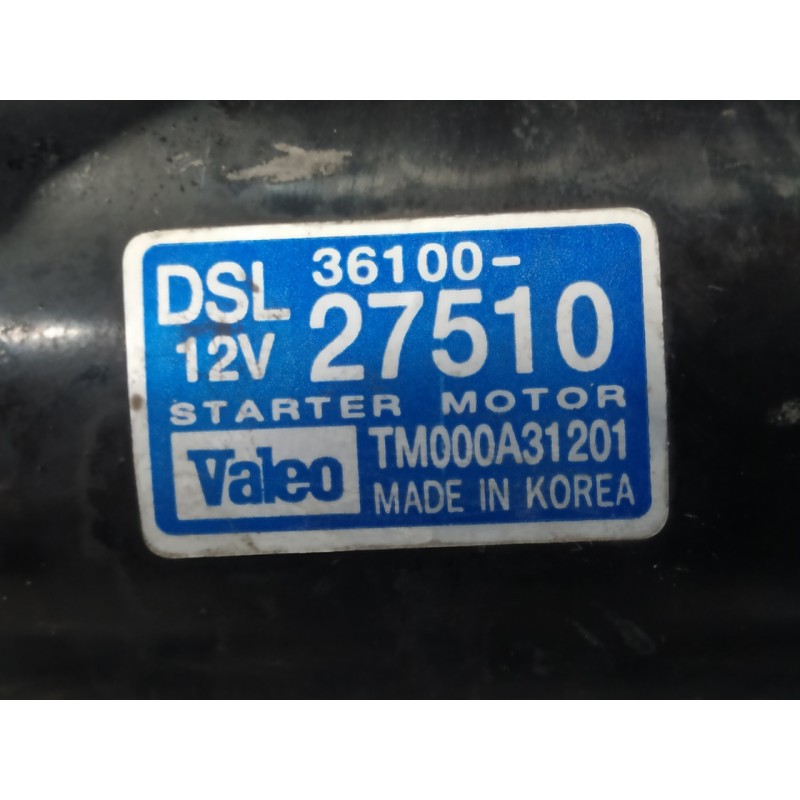 DSL 36100-
12V 27510
STARTER MOTOR
Valeo TM000A31201
MADE IN KOREA